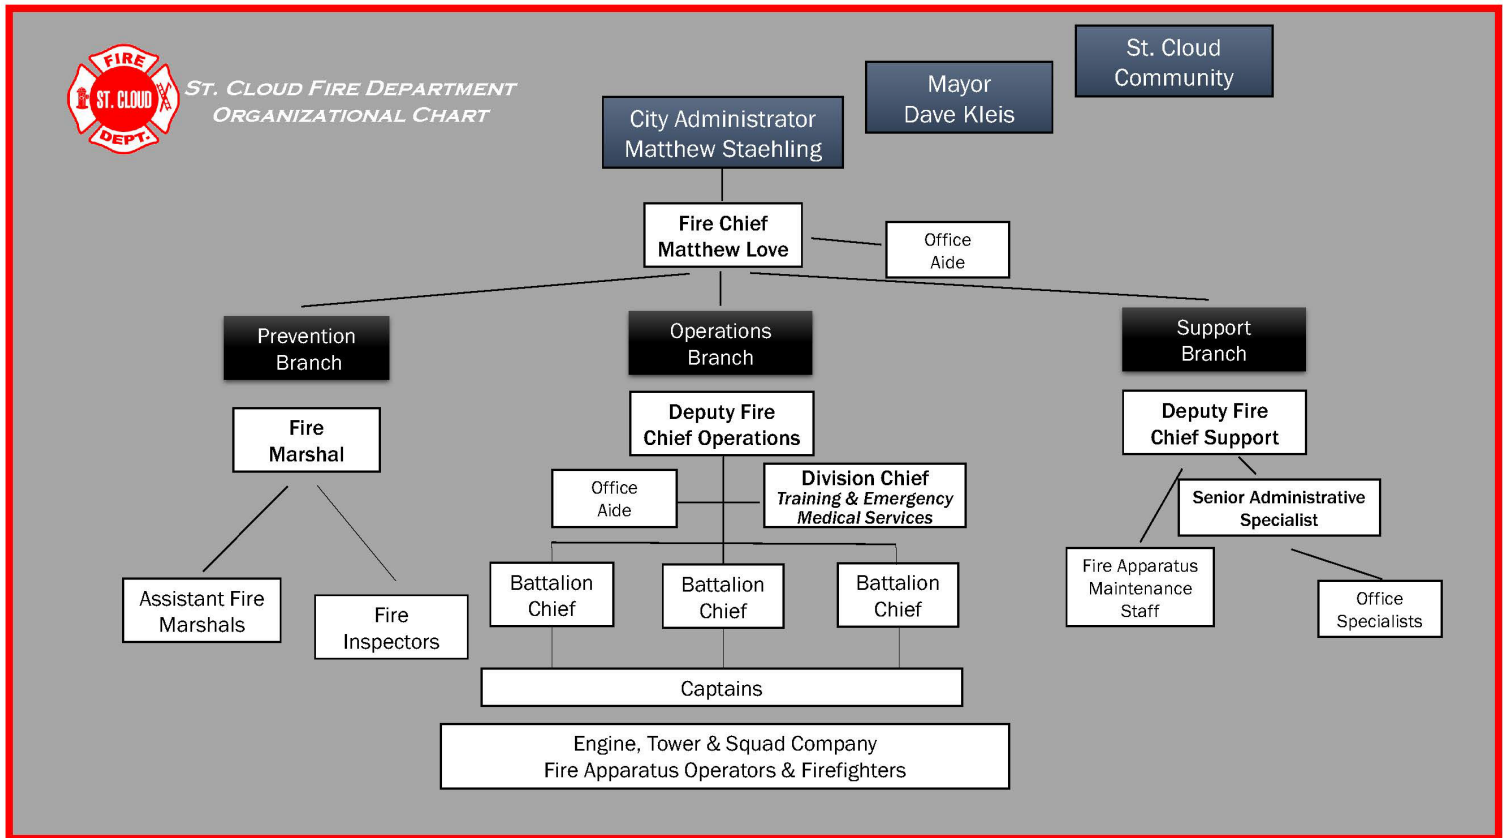 FIRE
ST. CLOUD
DEPT.
ST. CLOUD FIRE DEPARTMENT
ORGANIZATIONAL CHART
St. Cloud
Community
Mayor
Dave Kleis
City Administrator
Matthew Staehling
Fire Chief
Matthew Love
Office
Aide
Prevention
Branch
Operations
Branch
Support
Branch
Fire
Marshal
Deputy Fire
Chief Operations
Deputy Fire
Chief Support
Office
Aide
Division Chief
Training & Emergency
Medical Services
Senior Administrative
Specialist
Assistant Fire
Marshals
Fire
Inspectors
Battalion
Chief
Battalion
Chief
Battalion
Chief
Fire Apparatus
Maintenance
Staff
Office
Specialists
Captains
Engine, Tower & Squad Company
Fire Apparatus Operators & Firefighters